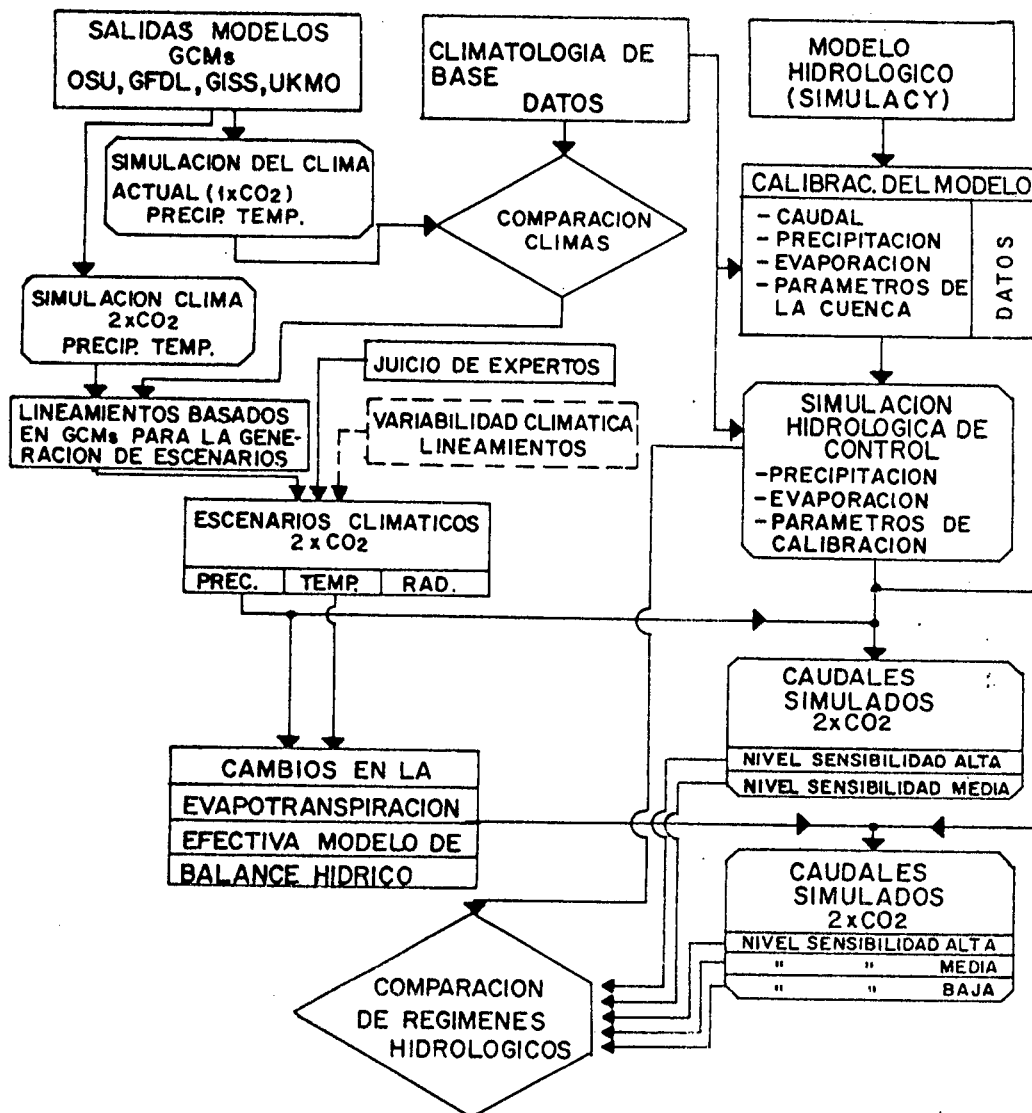 SALIDAS MODELOS
GCMs
OSU, GFDL, GISS, UKMO
CLIMATOLOGIA DE
BASE
DATOS
MODELO
HIDROLOGICO
(SIMULACY)
SIMULACION DEL CLIMA
ACTUAL (1xCO2)
PRECIP. TEMP.
COMPARACION
CLIMAS
CALIBRAC. DEL MODELO
- CAUDAL
- PRECIPITACION
- EVAPORACION
- PARAMETROS DE
LA CUENCA
DATOS
SIMULACION CLIMA
2xCO2
PRECIP. TEMP.
JUICIO DE EXPERTOS
LINEAMIENTOS BASADOS
EN GCMs PARA LA GENE-
RACION DE ESCENARIOS
VARIABILIDAD CLIMATICA
LINEAMIENTOS
SIMULACION
HIDROLOGICA DE
CONTROL
-PRECIPITACION
-EVAPORACION
-PARAMETROS DE
CALIBRACION
ESCENARIOS CLIMATICOS
2 x CO2
PREC. TEMP. RAD.
CAUDALES
SIMULADOS
2xCO2
NIVEL SENSIBILIDAD ALTA
NIVEL SENSIBILIDAD MEDIA
CAMBIOS EN LA
EVAPOTRANSPIRACION
EFECTIVA MODELO DE
BALANCE HIDRICO
CAUDALES
SIMULADOS
2xCO2
NIVEL SENSIBILIDAD ALTA
" " MEDIA
" " BAJA
COMPARACION
DE REGIMENES
HIDROLOGICOS